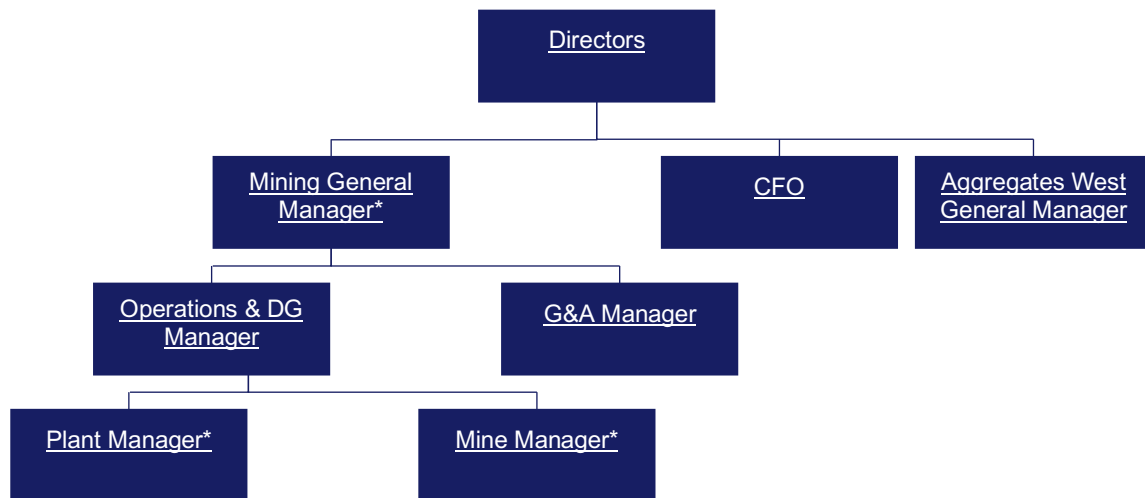 Directors
Mining General
Manager*
CFO
Aggregates West
General Manager
Operations & DG
Manager
G&A Manager
Plant Manager*
Mine Manager*